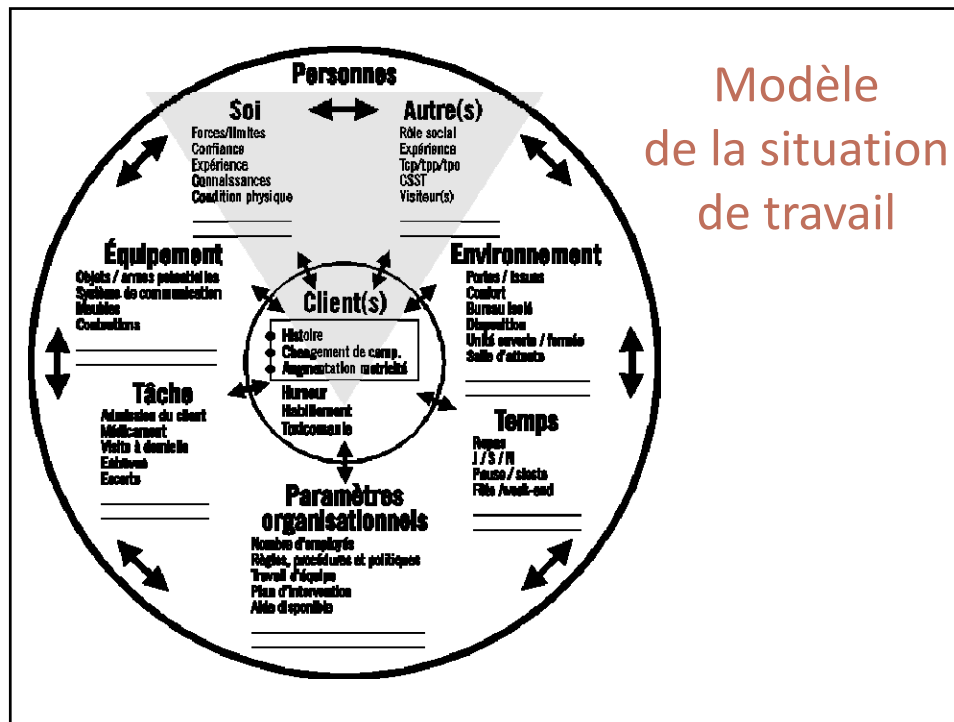 Modèle
de la situation
de travail
Personnes
Soi
Forces/limites
Confiance
Expérience
Connaissances
Condition physique
Autre(s)
Rôle social
Expérience
Tcp/tpp/tpo
CSST
Visiteur(s)
Équipement
Objets / armes potentielles
Système de communication
Meubles
Contentions
Environnement
Portes / issues
Confort
Bureau isolé
Disposition
Unité ouverte / fermée
Salle d'attente
Client(s)
Histoire
Changement de comp.
Augmentation motricité
Humeur
Habillement
Toxicomanie
Tâche
Admission du client
Médicament
Visite à domicile
Escorte
Temps
Repas
J / S / N
Pause / sieste
Fête /week-end
Paramètres
organisationnels
Nombre d'employés
Règles, procédures et politiques
Travail d'équipe
Plan d'intervention
Aide disponible